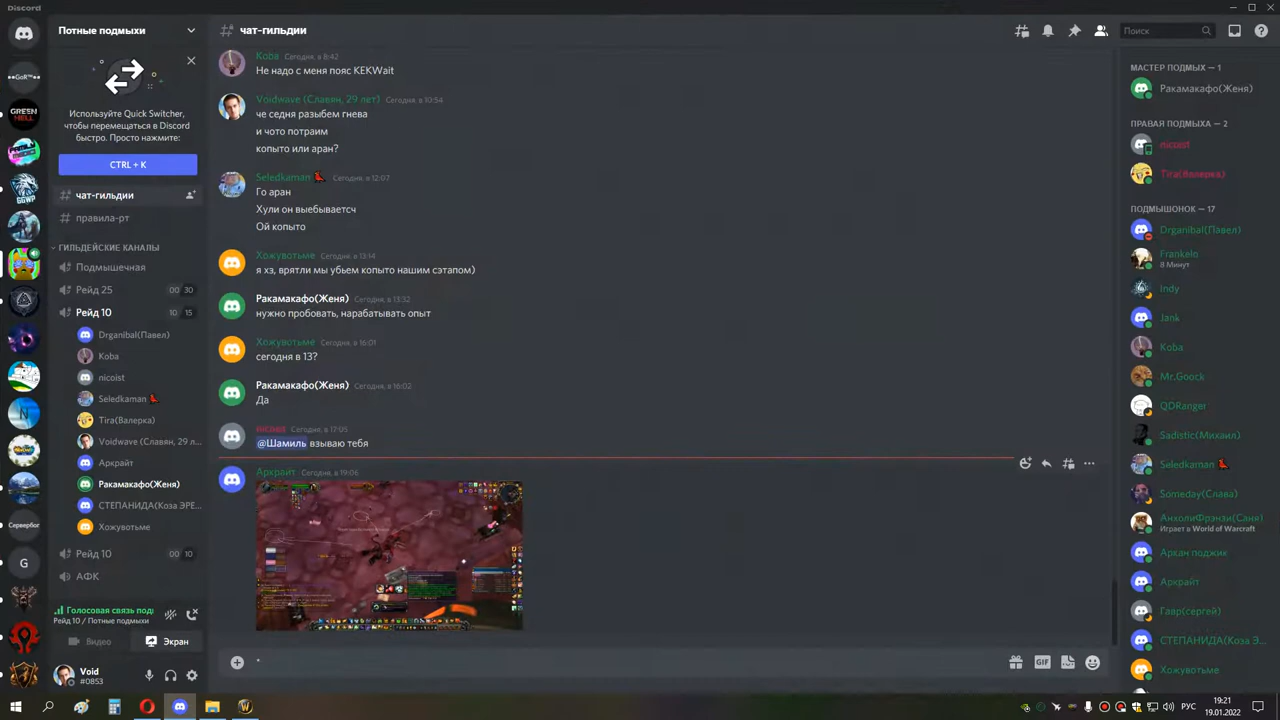 Discord
Потные подмыхи
чат-гильдии
Поиск
GoR™
GREEN HELL
GGWP
Серверbor
G
Используйте Quick Switcher,
чтобы перемещаться в Discord
быстро. Просто нажмите:
CTRL + K
чат-гильдии
правила-рт
ГИЛЬДЕЙСКИЕ КАНАЛЫ
Подмышечная
Рейд 25 00 30
Рейд 10 10 15
Drganibal(Павел)
Koba
nicoist
Seledkaman
Tira(Валерка)
Voidwave (Славян, 29 л...
Аркрайт
Ракамакафо(Женя)
СТЕПАНИДА(Коза ЭРЕ...
Хожувотьме
Рейд 10 00 10
АФК
Голосовая связь подк
Рейд 10 / Потные подмыхи
Видео
Экран
Void
#0853
Koba Сегодня, в 8:42
Не надо с меня пояс KEKWait
Voidwave (Славян, 29 лет) Сегодня, в 10:54
че седня разыбем гнева
и чото потраим
копыто или аран?
Seledkaman Сегодня, в 12:07
Го аран
Хули он выебываетсч
Ой копыто
Хожувотьме Сегодня, в 13:14
я хз, врятли мы убьем копыто нашим сэтапом)
Ракамакафо(Женя) Сегодня, в 13:32
нужно пробовать, нарабатывать опыт
Хожувотьме Сегодня, в 16:01
сегодня в 13?
Ракамакафо(Женя) Сегодня, в 16:02
Да
nicoist Сегодня, в 17:05
@Шамиль взываю тебя
Аркрайт Сегодня, в 19:06
GIF
МАСТЕР ПОДМЫХ — 1
Ракамакафо(Женя)
ПРАВАЯ ПОДМЫХА — 2
nicoist
Tira(Валерка)
ПОДМЫШОНОК — 17
Drganibal(Павел)
Frankelo
8 Минут
Indy
Jank
Koba
Mr.Goock
QDRanger
Sadistic(Михаил)
Seledkaman
Someday(Слава)
АнхолиФрэнзи(Саня)
Играет в World of Warcraft
Аркан поджик
Аркрайт
Гавр(сергей)
СТЕПАНИДА(Коза Э...
Хожувотьме
РУС
19:21
19.01.2022